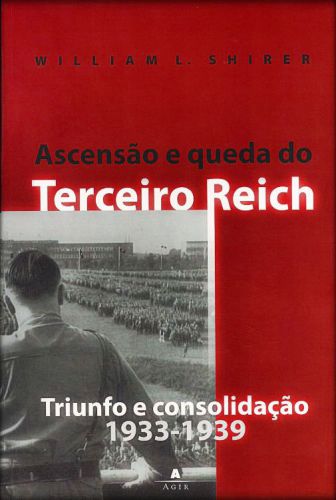 WILLIAM L. SHIRER
Ascensão e queda do
Terceiro Reich
Triunfo e consolidação
1933-1939
A
AGIR